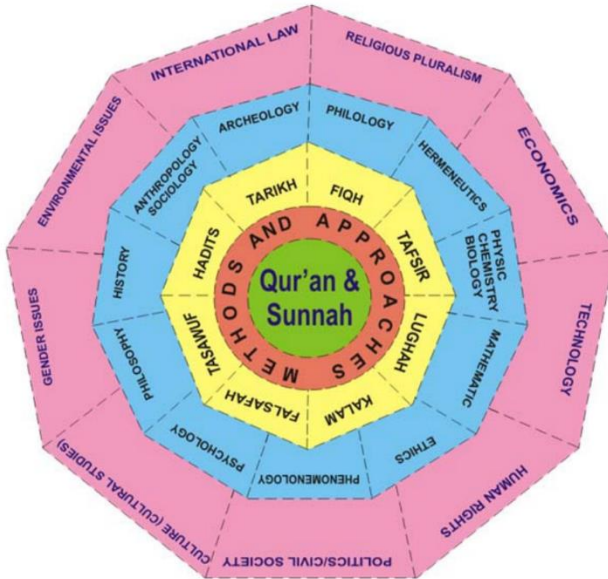 Qur'an &
Sunnah
METHODS AND APPROACHES
TARIKH
FIQH
TAFSIR
LUGHAH
KALAM
FALSAFAH
TASAWUF
HADITS
ARCHEOLOGY
PHILOLOGY
HERMENEUTICS
PHYSIC
CHEMISTRY
BIOLOGY
MATHEMATIC
ETHICS
PHENOMENOLOGY
PSYCHOLOGY
PHILOSOPHY
HISTORY
ANTHROPOLOGY
SOCIOLOGY
INTERNATIONAL LAW
RELIGIOUS PLURALISM
ECONOMICS
TECHNOLOGY
HUMAN RIGHTS
POLITICS/CIVIL SOCIETY
CULTURE (CULTURAL STUDIES)
GENDER ISSUES
ENVIRONMENTAL ISSUES